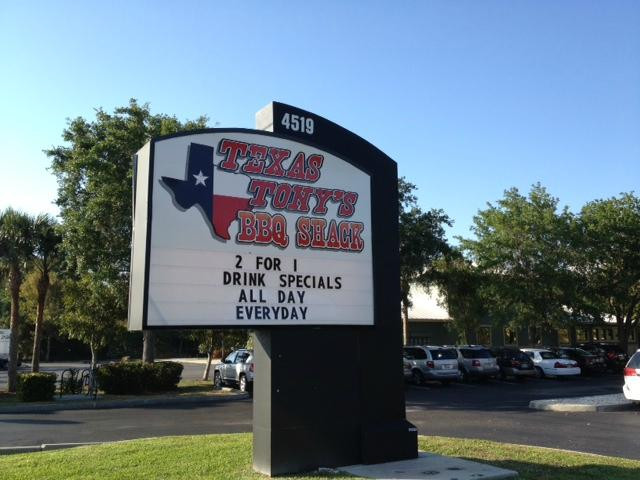 4519
TEXAS
TONY'S
BBQ SHACK
2 FOR 1
DRINK SPECIALS
ALL DAY
EVERYDAY